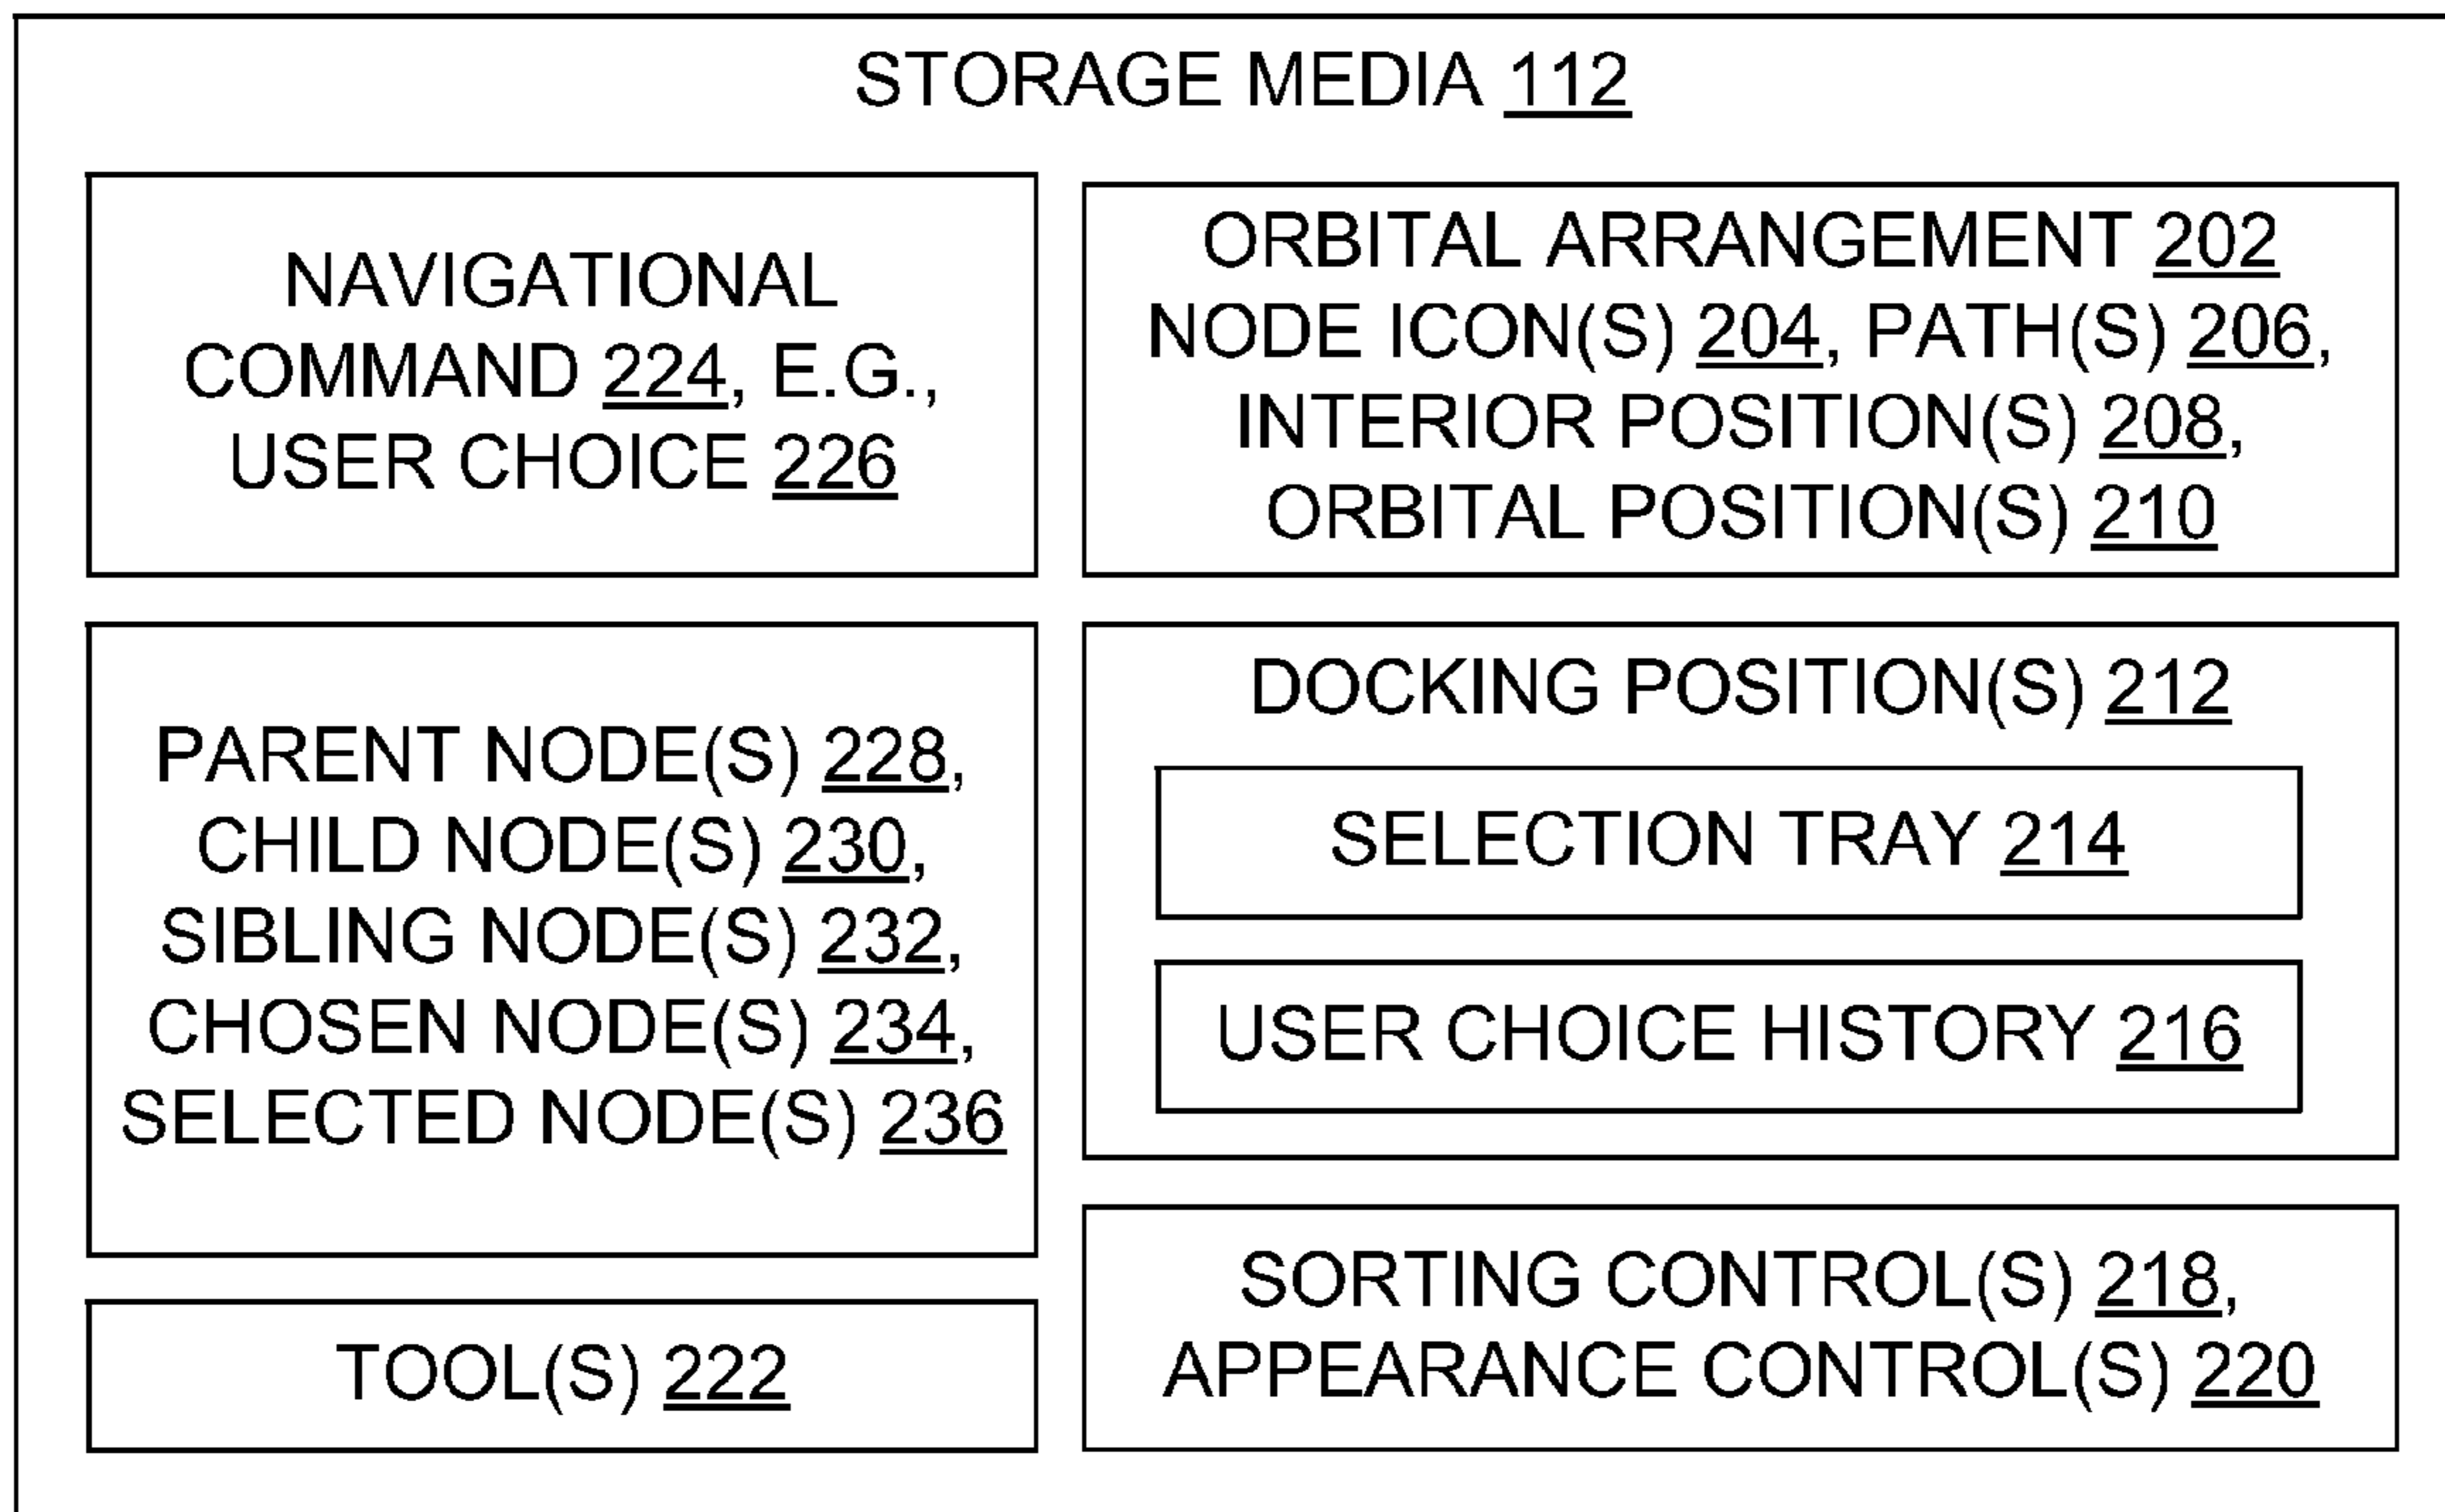 STORAGE MEDIA 112
NAVIGATIONAL
COMMAND 224, E.G.,
USER CHOICE 226
ORBITAL ARRANGEMENT 202
NODE ICON(S) 204, PATH(S) 206,
INTERIOR POSITION(S) 208,
ORBITAL POSITION(S) 210
PARENT NODE(S) 228,
CHILD NODE(S) 230,
SIBLING NODE(S) 232,
CHOSEN NODE(S) 234,
SELECTED NODE(S) 236
DOCKING POSITION(S) 212
SELECTION TRAY 214
USER CHOICE HISTORY 216
TOOL(S) 222
SORTING CONTROL(S) 218,
APPEARANCE CONTROL(S) 220